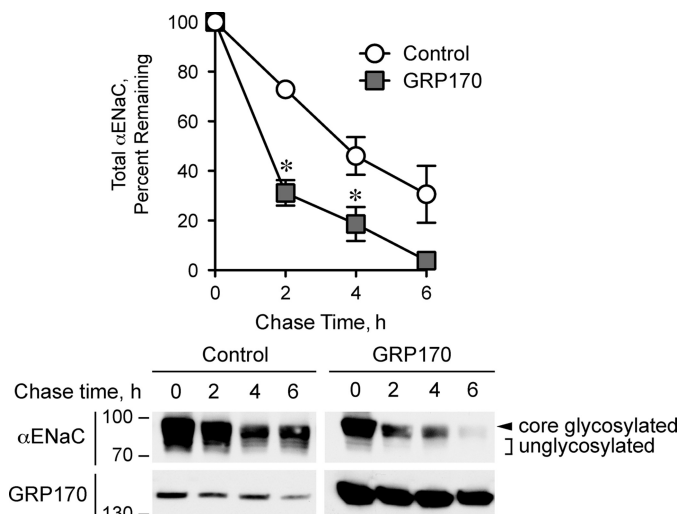 100
80
60
40
20
0
Total αENaC,
Percent Remaining
Control
GRP170
*
*
0 2 4 6
Chase Time, h
Control GRP170
Chase time, h 0 2 4 6 0 2 4 6
αENaC 100 – core glycosylated
70 – unglycosylated
GRP170
130 –